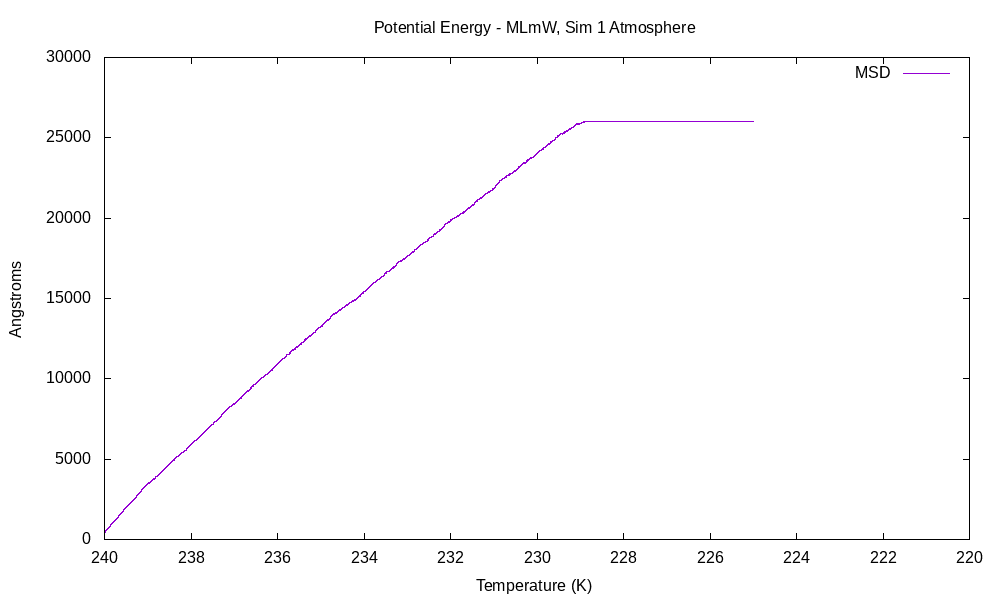 Potential Energy - MLmW, Sim 1 Atmosphere
30000
MSD
25000
20000
15000
10000
5000
0
Angstroms
240 238 236 234 232 230 228 226 224 222 220
Temperature (K)